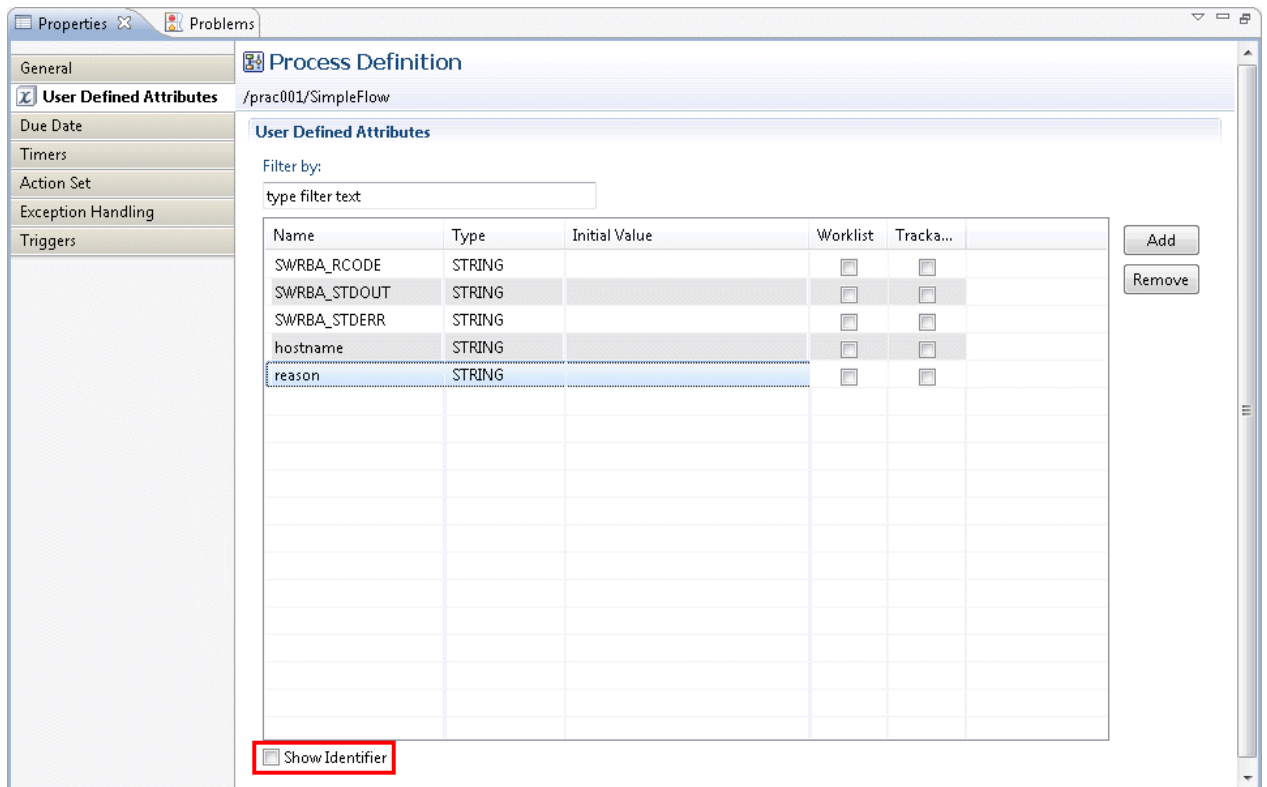 Properties Problems
General
User Defined Attributes
Due Date
Timers
Action Set
Exception Handling
Triggers
Process Definition
/prac001/SimpleFlow
User Defined Attributes
Filter by:
type filter text
Name Type Initial Value Worklist Tracka...
SWRBA_RCODE STRING
SWRBA_STDOUT STRING
SWRBA_STDERR STRING
hostname STRING
reason STRING
Add
Remove
Show Identifier